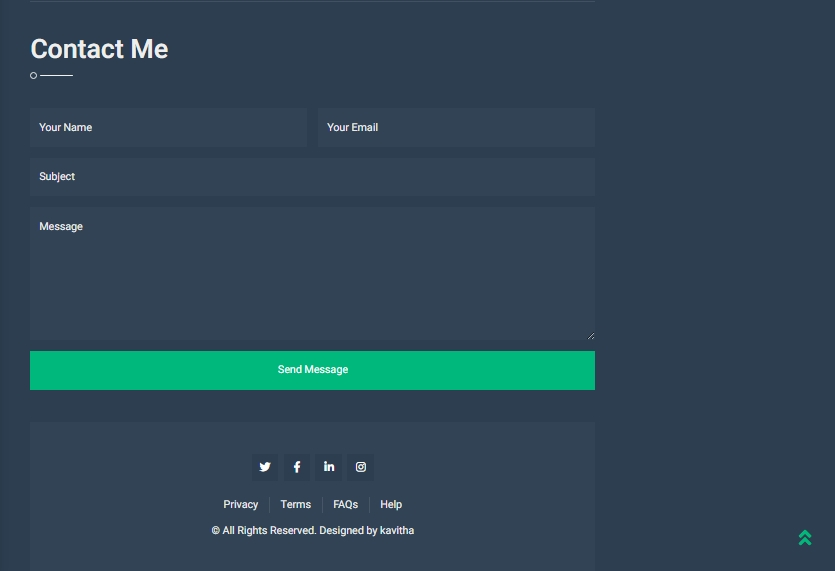 Contact Me
Your Name Your Email
Subject
Message
Send Message
Privacy Terms FAQs Help
© All Rights Reserved. Designed by kavitha